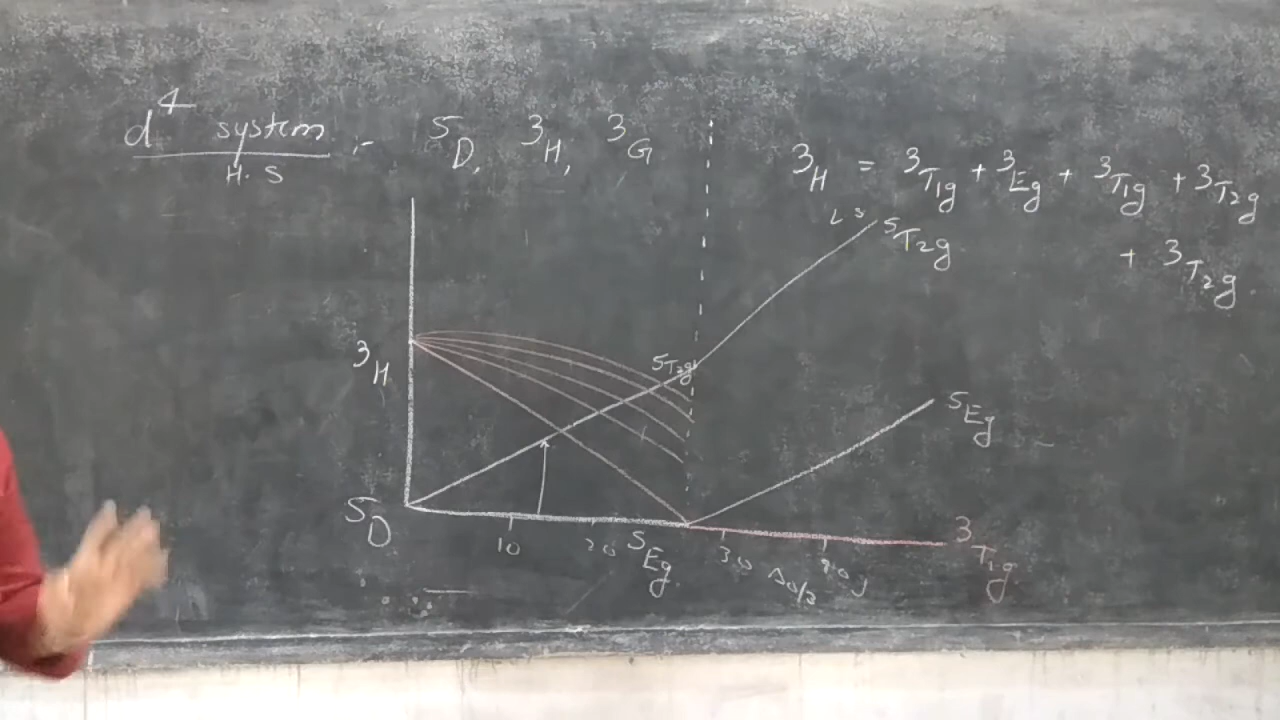 d⁴ system :- ⁵D, ³H, ³G
H.S
³H = ³T₁g + ³Eg + ³T₁g + ³T₂g
+ ³T₂g
⁵T₂g
³H
⁵T₂g
⁵Eg
⁵D
10 20 ⁵Eg 30 Δo/B 40
³T₁g